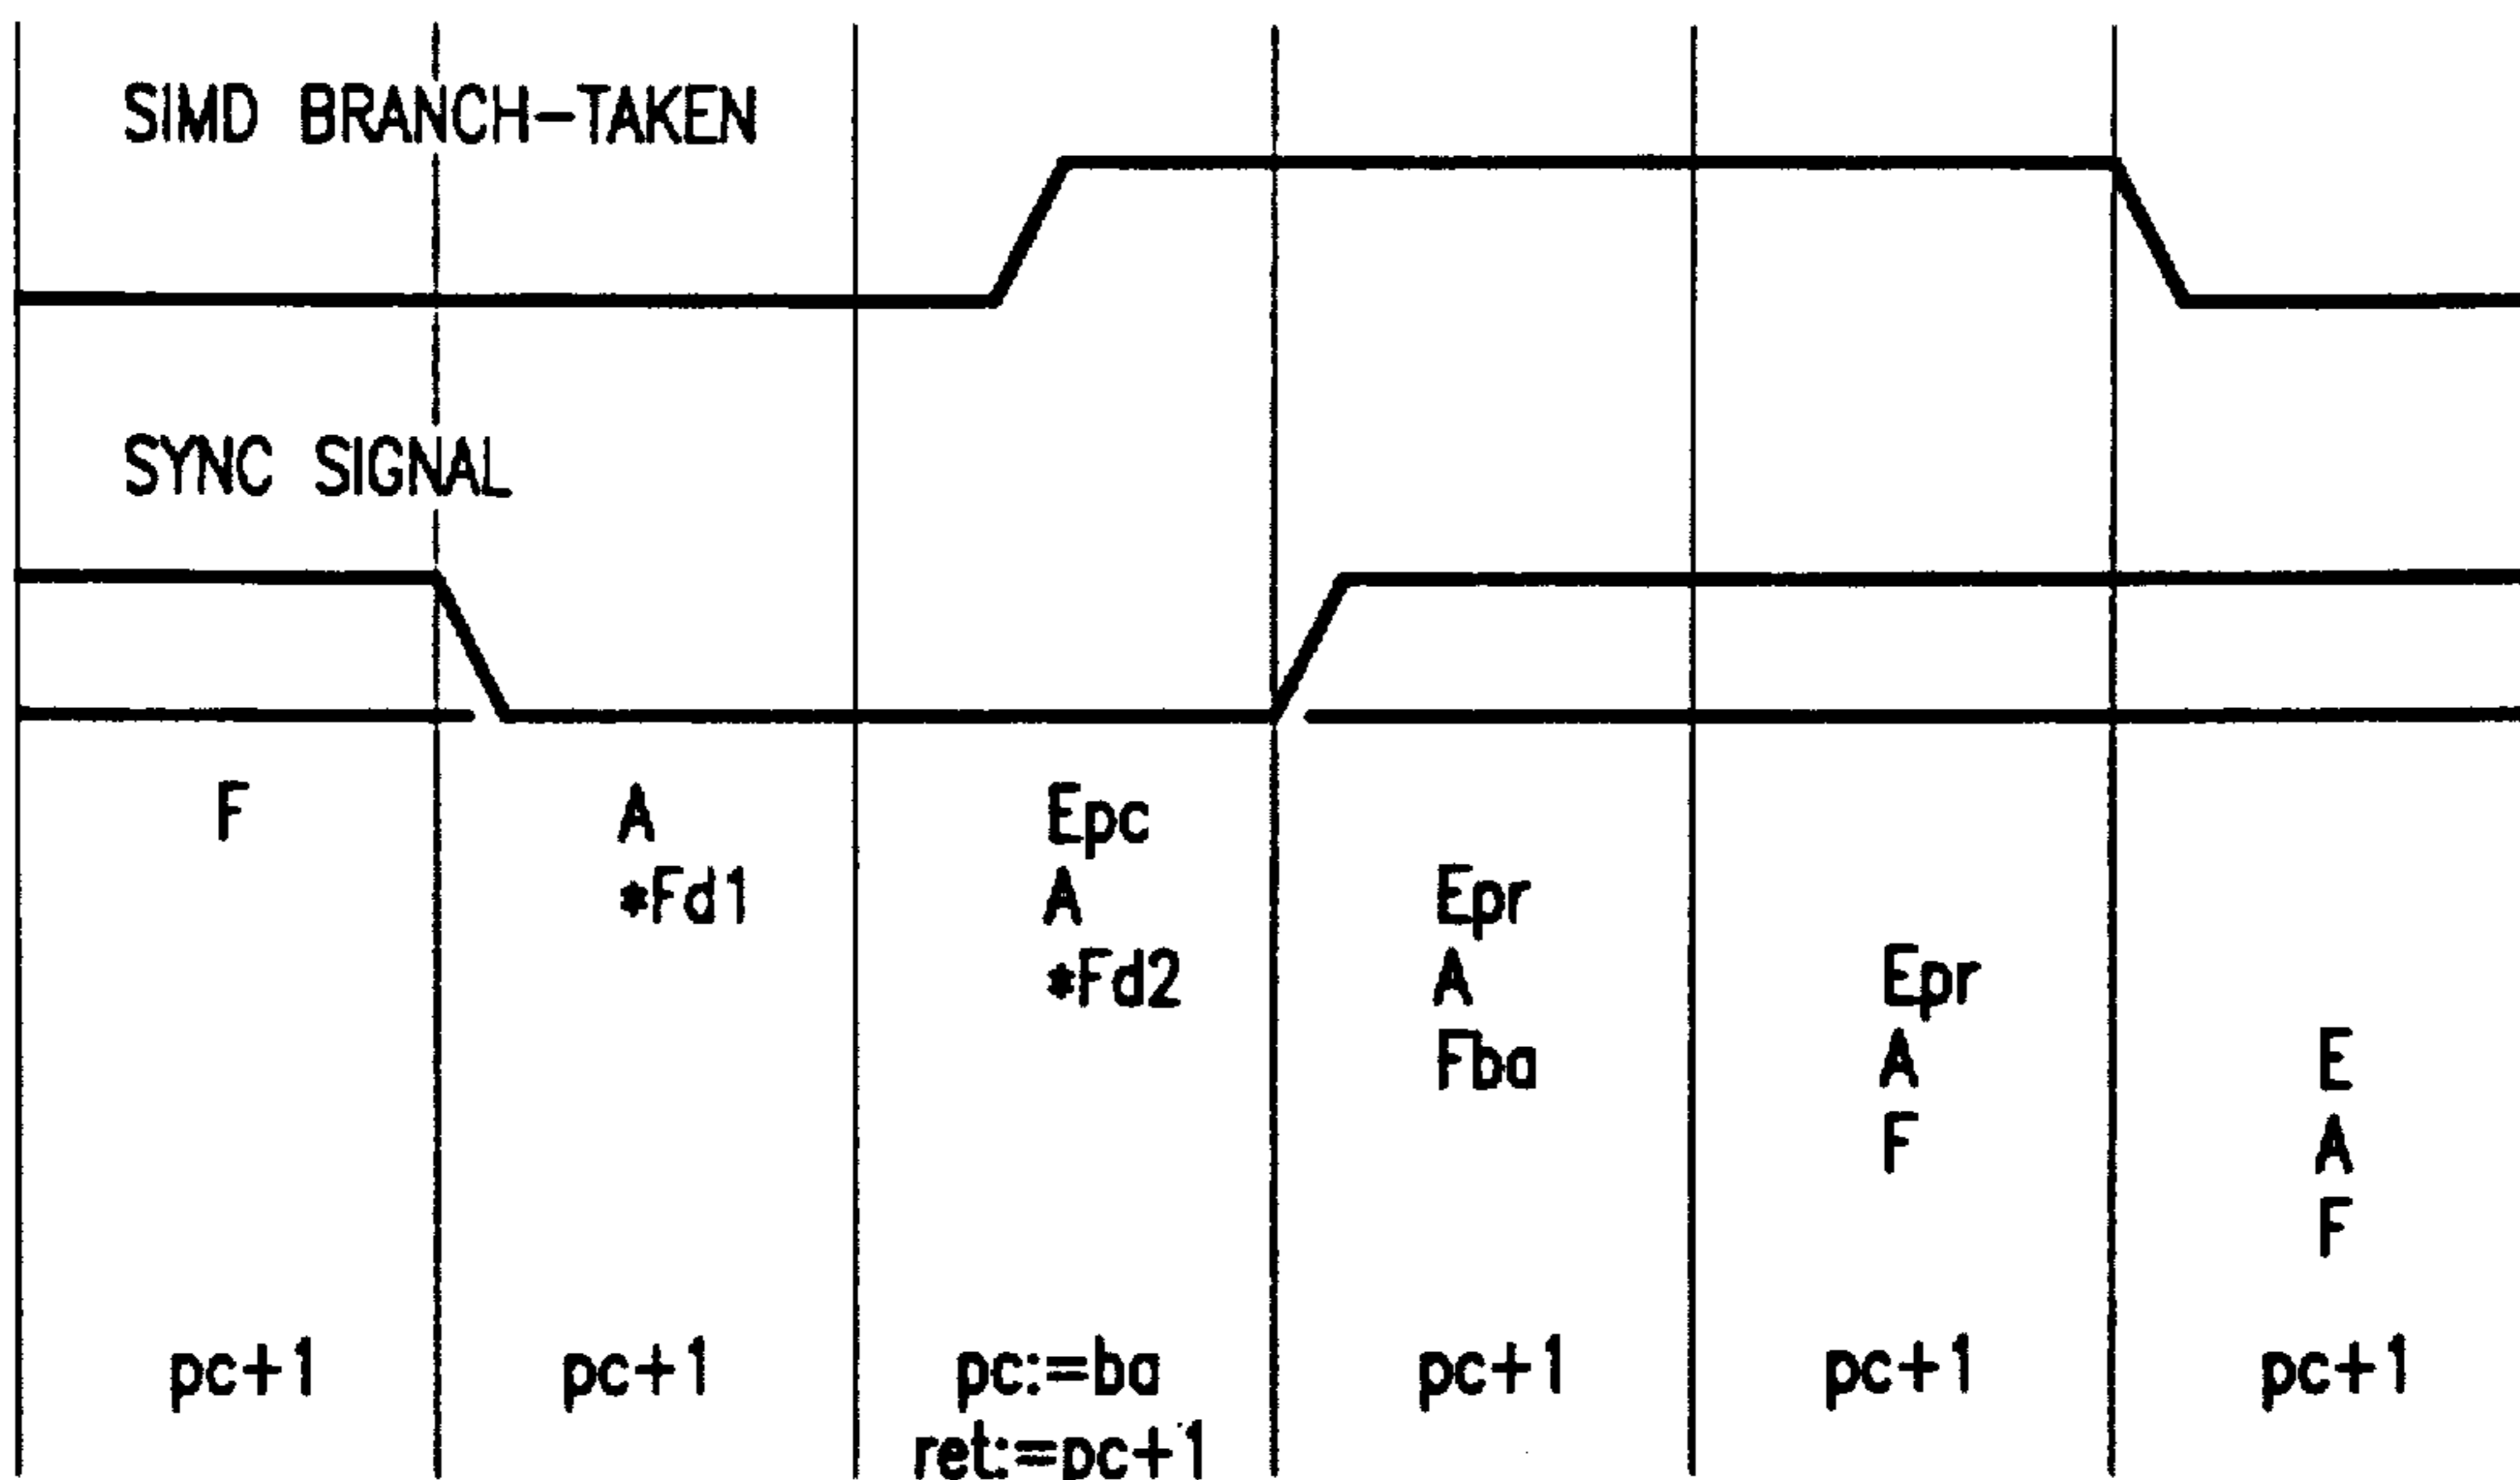 SIMD BRANCH-TAKEN
SYNC SIGNAL
F A Epc
*Fd1 A Epr
*Fd2 A Epr
Fba A E
F A
F
pc+1 pc+1 pc:=ba pc+1 pc+1 pc+1
ret:=pc+1